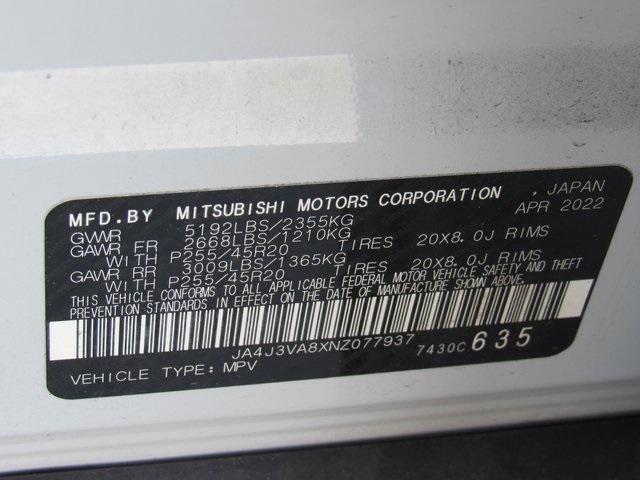 MFD.BY MITSUBISHI MOTORS CORPORATION , JAPAN
GVWR 5192LBS/2355KG APR 2022
GAWR FR 2668LBS/1210KG
WITH P255/45R20 TIRES 20X8.0J RIMS
GAWR RR 3009LBS/1365KG
WITH P255/45R20 TIRES 20X8.0J RIMS
THIS VEHICLE CONFORMS TO ALL APPLICABLE FEDERAL MOTOR VEHICLE SAFETY AND THEFT
PREVENTION STANDARDS IN EFFECT ON THE DATE OF MANUFACTURE SHOWN ABOVE.
JA4J3VA8XNZ077937 7430C 635
VEHICLE TYPE: MPV